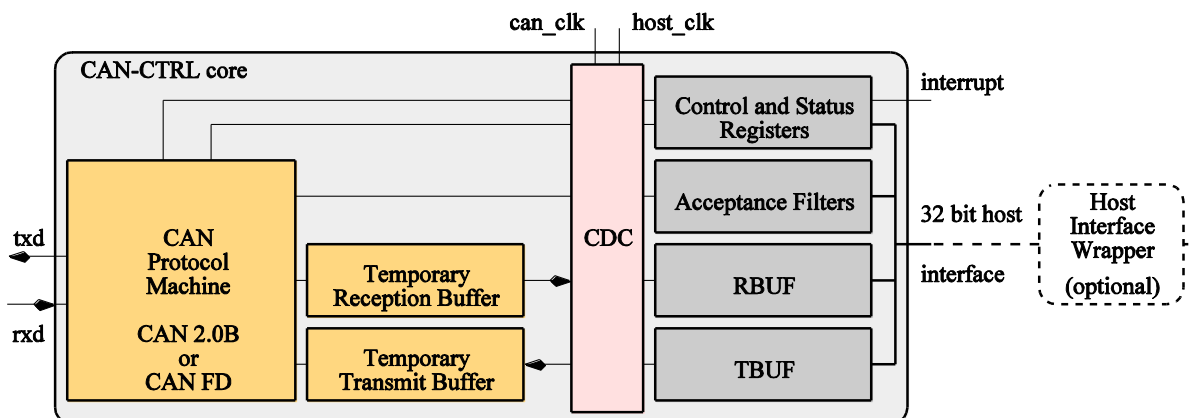 can_clk
host_clk
CAN-CTRL core
Control and Status
Registers
interrupt
Acceptance Filters
32 bit host
interface
Host
Interface
Wrapper
(optional)
txd
rxd
CAN
Protocol
Machine
CAN 2.0B
or
CAN FD
Temporary
Reception Buffer
Temporary
Transmit Buffer
CDC
RBUF
TBUF